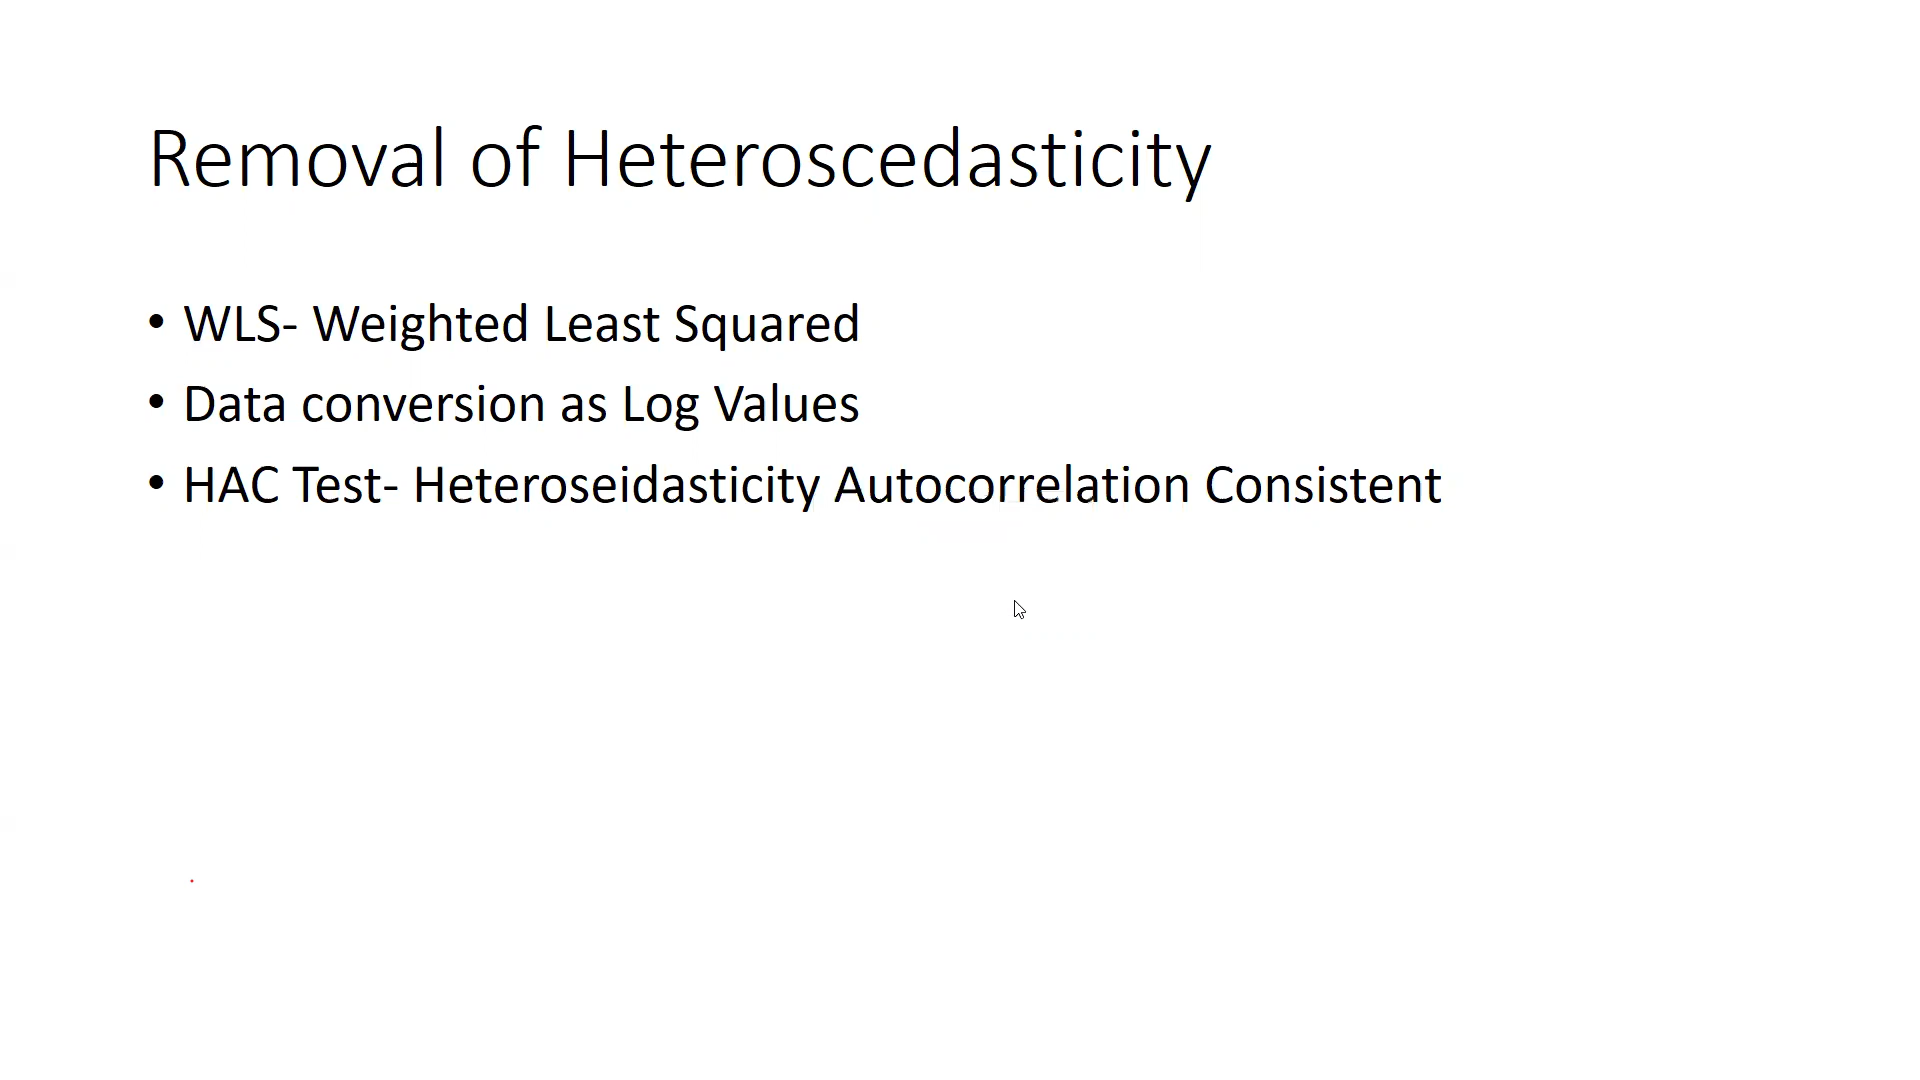 Removal of Heteroscedasticity
• WLS- Weighted Least Squared
• Data conversion as Log Values
• HAC Test- Heteroseidasticity Autocorrelation Consistent